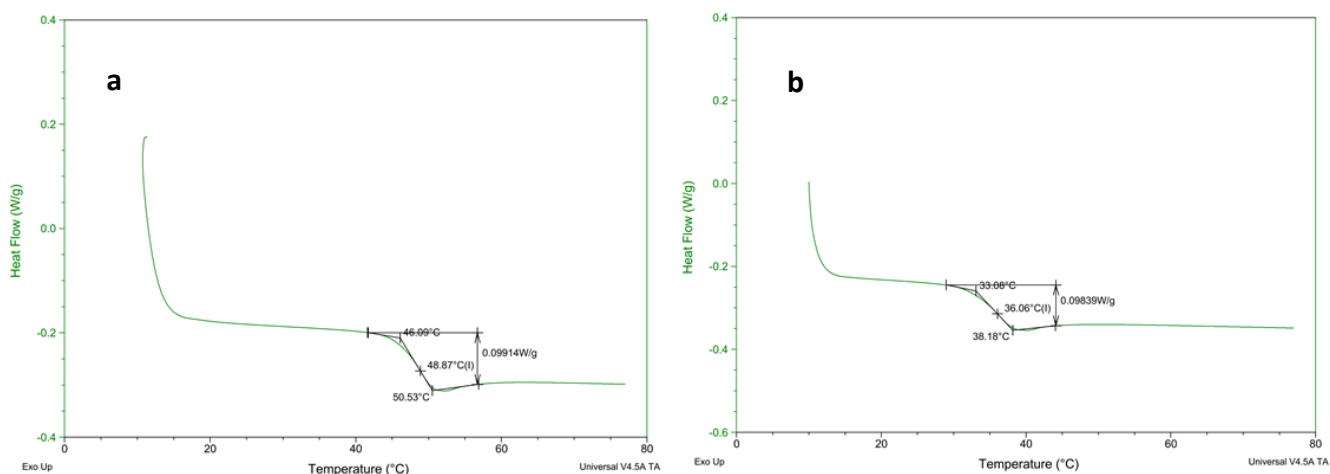 a
Heat Flow (W/g)
0.4
0.2
0.0
-0.2
-0.4
46.09°C
48.87°C(I)
50.53°C
0.09914W/g
0
20
40
60
80
Exo Up
Temperature (°C)
Universal V4.5A TA
b
Heat Flow (W/g)
0.4
0.2
0.0
-0.2
-0.4
-0.6
33.08°C
36.06°C(I)
38.18°C
0.09839W/g
0
20
40
60
80
Exo Up
Temperature (°C)
Universal V4.5A TA